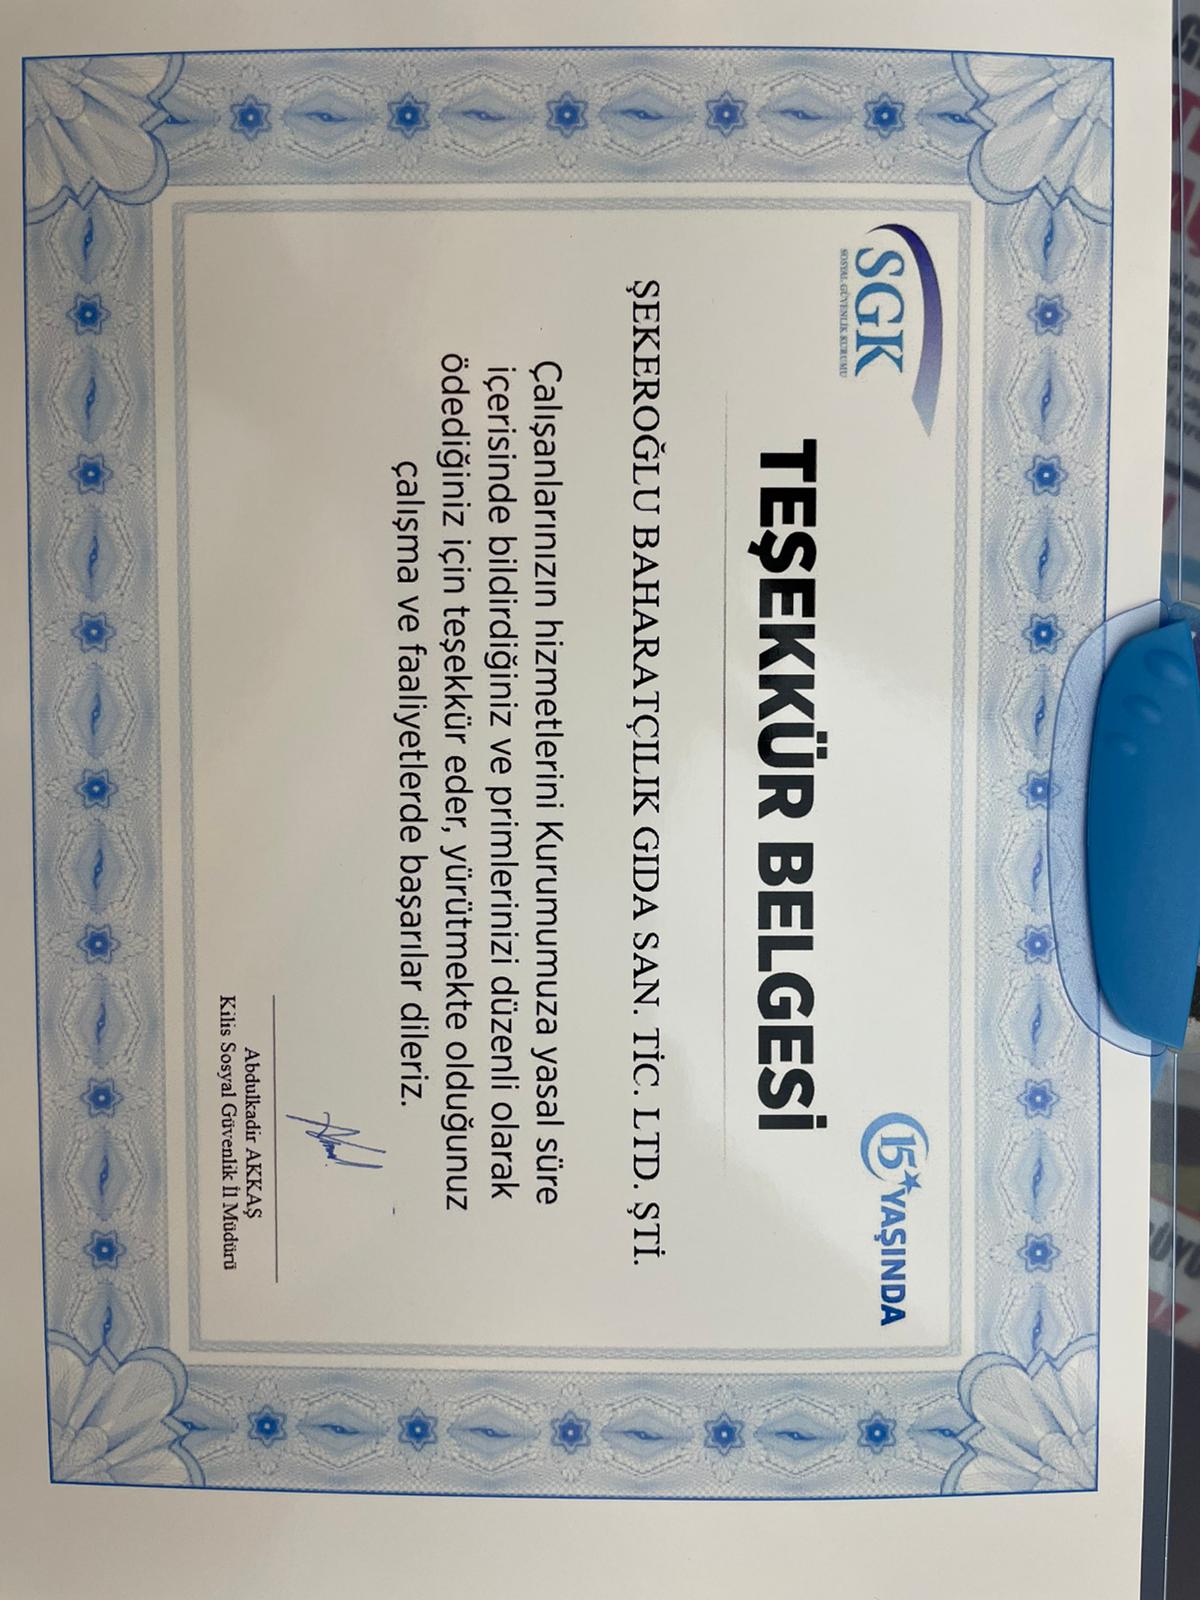 SGK
SOSYAL GÜVENLİK KURUMU
15 YAŞINDA
TEŞEKKÜR BELGESİ
ŞEKEROĞLU BAHARATÇILIK GIDA SAN. TİC. LTD. ŞTİ.
Çalışanlarınızın hizmetlerini Kurumumuza yasal süre
içerisinde bildirdiğiniz ve primlerinizi düzenli olarak
ödediğiniz için teşekkür eder, yürütmekte olduğunuz
çalışma ve faaliyetlerde başarılar dileriz.
Abdulkadir AKKAŞ
Kilis Sosyal Güvenlik İl Müdürü